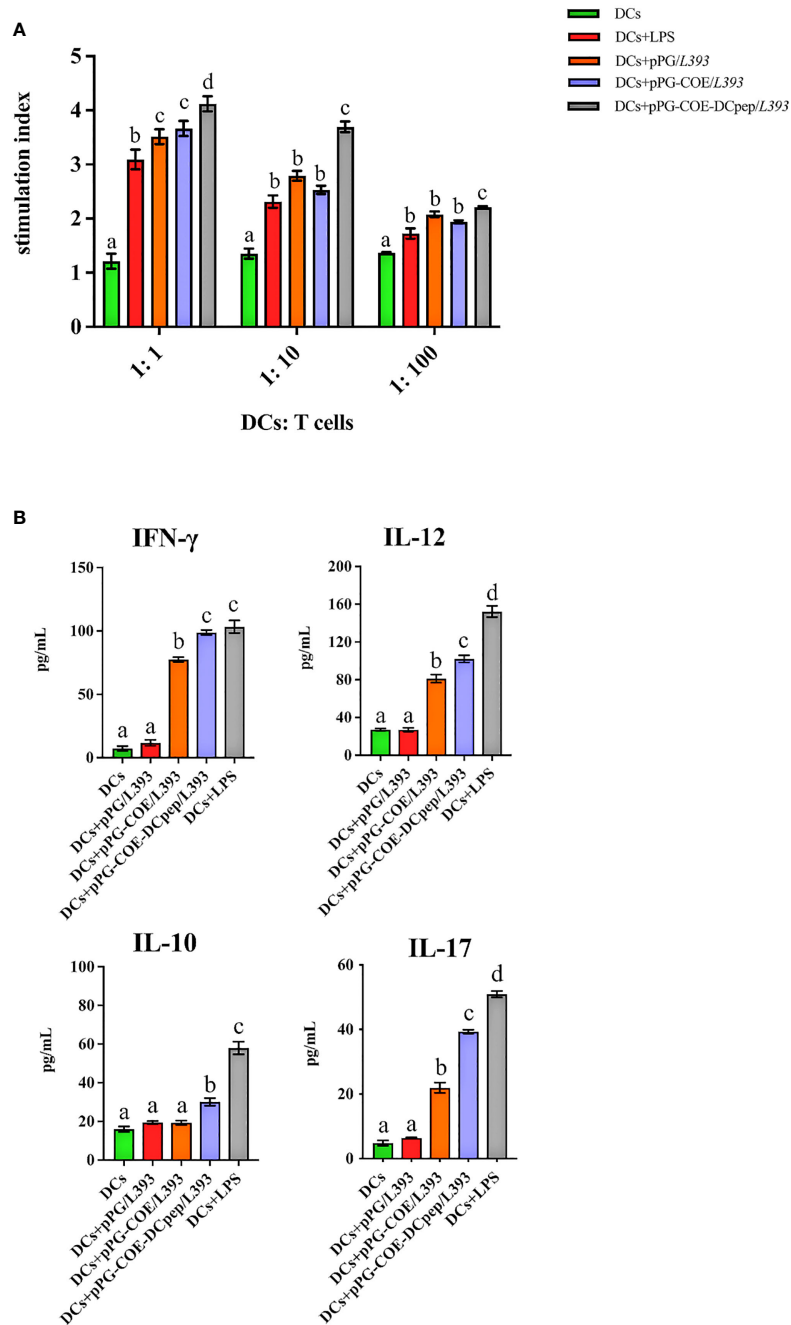 A
DCs
DCs+LPS
DCs+pPG/L393
DCs+pPG-COE/L393
DCs+pPG-COE-DCpep/L393
stimulation index
5
4
3
2
1
0
a b c c d
a b b b c
a b b b c
1: 1 1: 10 1: 100
DCs: T cells
B
IFN-γ
pg/mL
150
100
50
0
a a b c c
DCs
DCs+pPG/L393
DCs+pPG-COE/L393
DCs+pPG-COE-DCpep/L393
DCs+LPS
IL-12
pg/mL
200
160
120
80
40
0
a a b c d
DCs
DCs+pPG/L393
DCs+pPG-COE/L393
DCs+pPG-COE-DCpep/L393
DCs+LPS
IL-10
pg/mL
100
80
60
40
20
0
a a a b c
DCs
DCs+pPG/L393
DCs+pPG-COE/L393
DCs+pPG-COE-DCpep/L393
DCs+LPS
IL-17
pg/mL
60
40
20
0
a a b c d
DCs
DCs+pPG/L393
DCs+pPG-COE/L393
DCs+pPG-COE-DCpep/L393
DCs+LPS